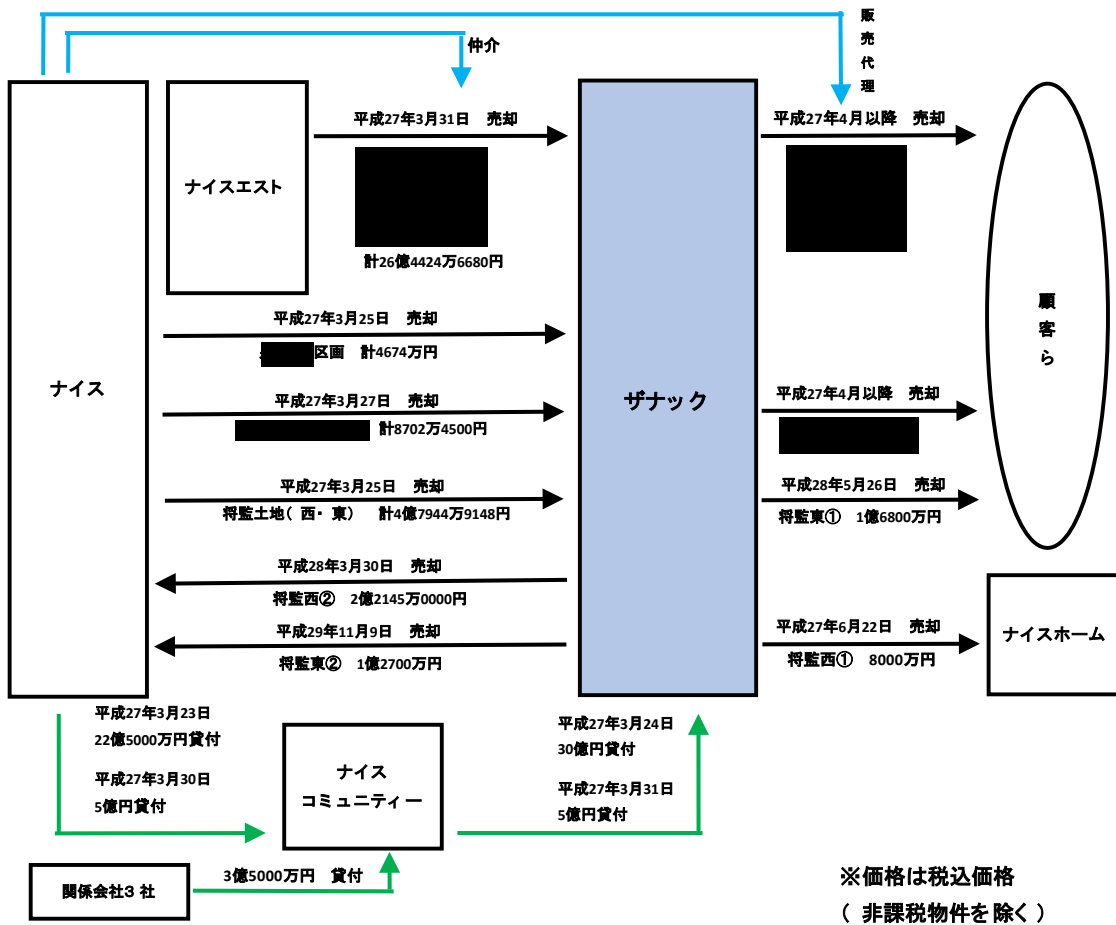 販売代理
仲介
ナイス
ナイスエスト
ザナック
顧客ら
平成27年3月31日 売却
計26億4424万6680円
平成27年4月以降 売却
平成27年3月25日 売却
区画 計4674万円
平成27年3月27日 売却
計8702万4500円
平成27年4月以降 売却
平成27年3月25日 売却
将監土地(西・東) 計4億7944万9148円
平成28年5月26日 売却
将監東① 1億6800万円
平成28年3月30日 売却
将監西② 2億2145万0000円
平成29年11月9日 売却
将監東② 1億2700万円
平成27年6月22日 売却
将監西① 8000万円
ナイスホーム
平成27年3月23日
22億5000万円貸付
平成27年3月30日
5億円貸付
ナイス
コミュニティー
平成27年3月24日
30億円貸付
平成27年3月31日
5億円貸付
関係会社3社
3億5000万円 貸付
※価格は税込価格
(非課税物件を除く)